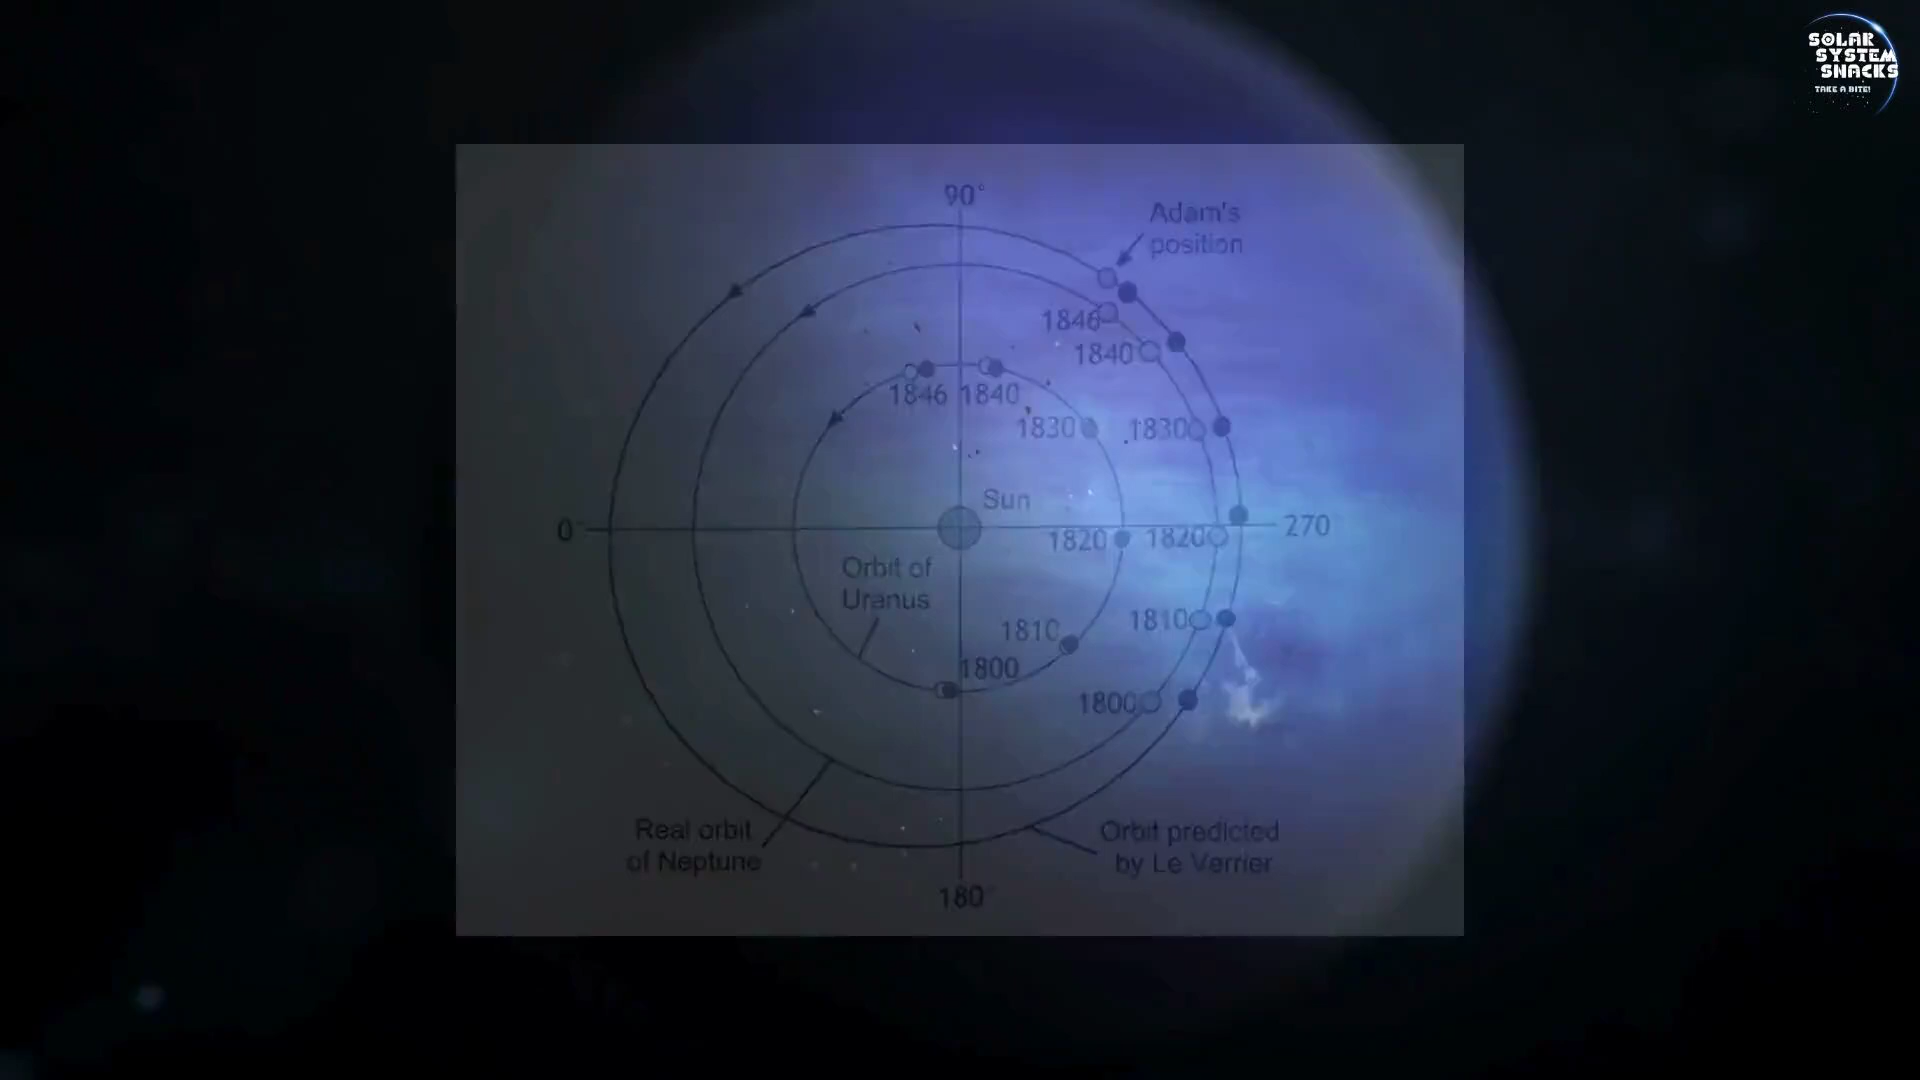 SOLAR
SYSTEM
SNACKS
TAKE A BITE!
90°
Adam's
position
1846
1840
1846 1840
1830 1830
Sun
0° 270
1820 1820
Orbit of
Uranus
1810 1810
1800
1800
Real orbit
of Neptune
Orbit predicted
by Le Verrier
180°